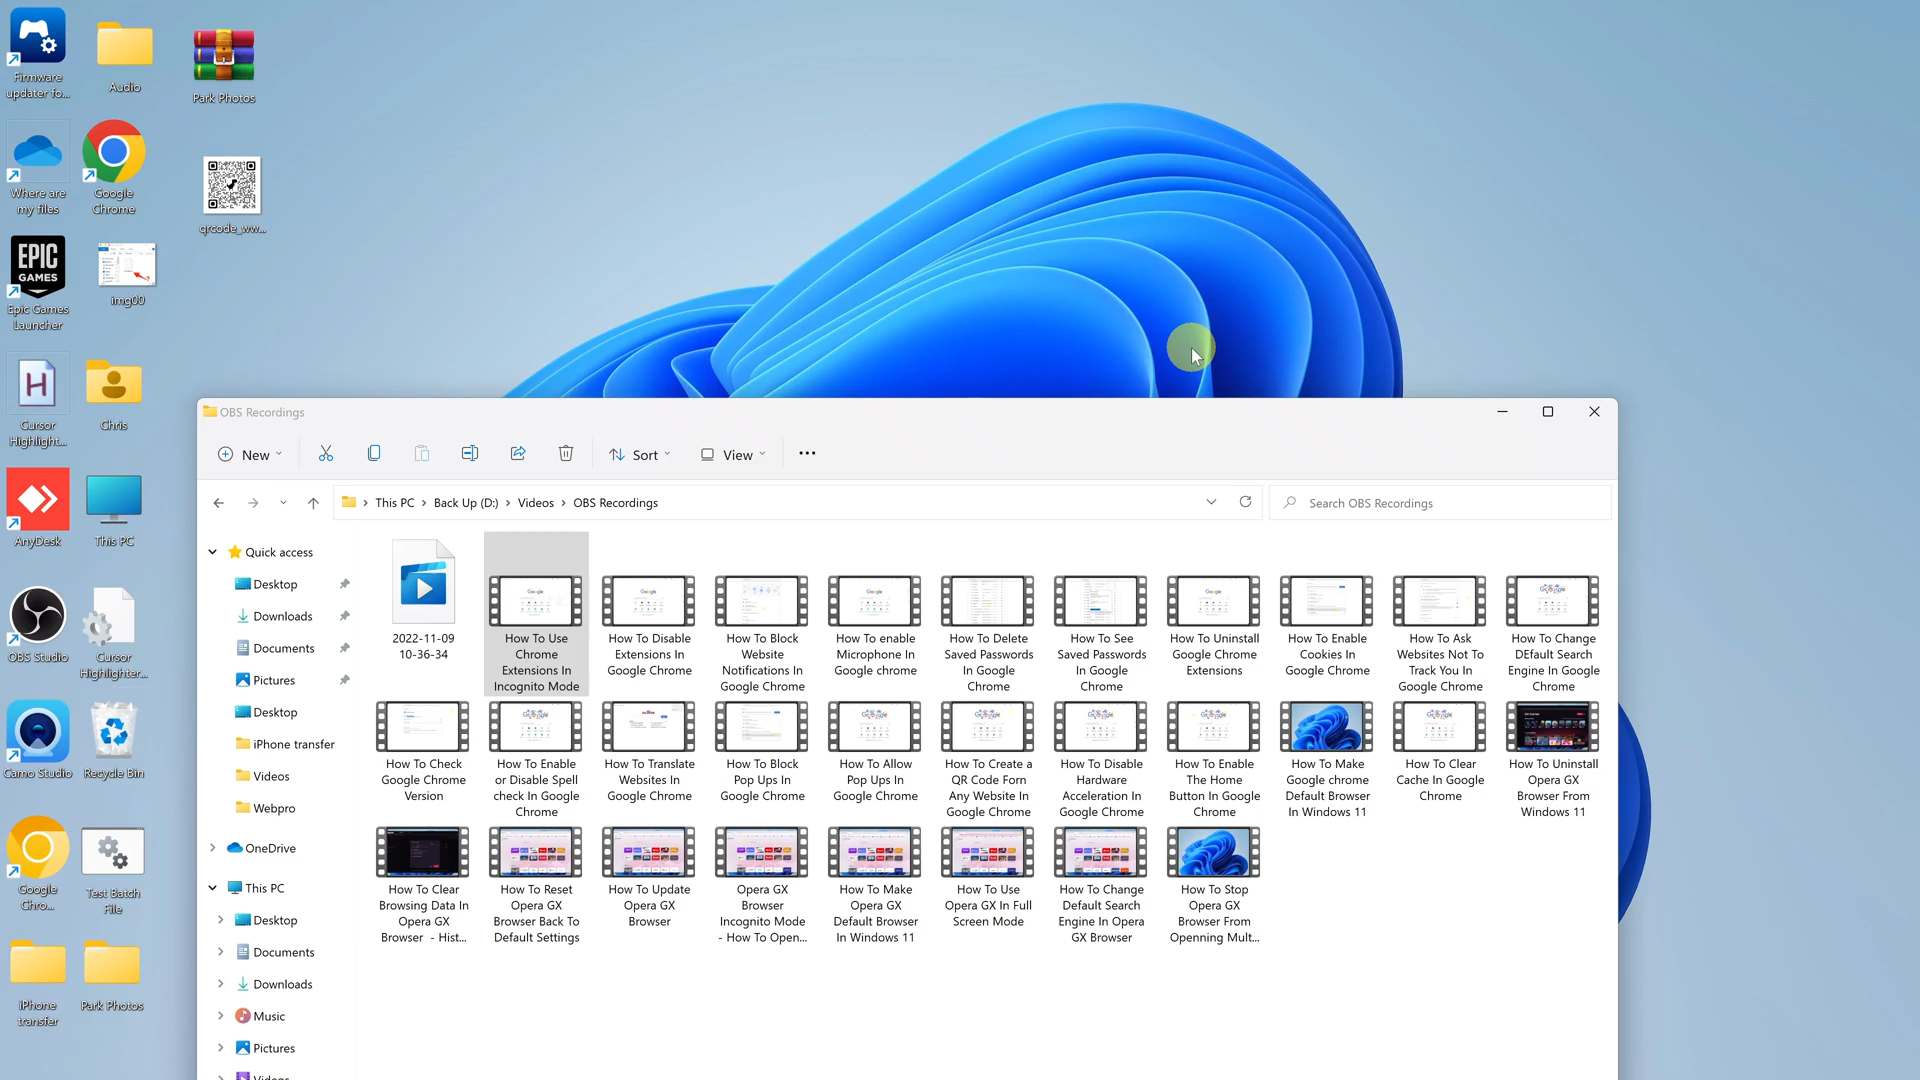 Firmware
updater fo...
Audio
Park Photos
Where are
my files
Google
Chrome
qrcode_ww...
EPIC
GAMES
Epic Games
Launcher
img00
H
Cursor
Highlight...
Chris
AnyDesk
This PC
OBS Studio
Cursor
Highlighter...
Camo Studio
Recycle Bin
Google
Chro...
Test Batch
File
iPhone
transfer
Park Photos
OBS Recordings
New
Sort
View
This PC
Back Up (D:)
Videos
OBS Recordings
Search OBS Recordings
Quick access
Desktop
Downloads
Documents
Pictures
Desktop
iPhone transfer
Videos
Webpro
OneDrive
This PC
Desktop
Documents
Downloads
Music
Pictures
Videos
2022-11-09
10-36-34
How To Use
Chrome
Extensions In
Incognito Mode
How To Disable
Extensions In
Google Chrome
How To Block
Website
Notifications In
Google Chrome
How To enable
Microphone In
Google chrome
How To Delete
Saved Passwords
In Google
Chrome
How To See
Saved Passwords
In Google
Chrome
How To Uninstall
Google Chrome
Extensions
How To Enable
Cookies In
Google Chrome
How To Ask
Websites Not To
Track You In
Google Chrome
How To Change
DEfault Search
Engine In Google
Chrome
How To Check
Google Chrome
Version
How To Enable
or Disable Spell
check In Google
Chrome
How To Translate
Websites In
Google Chrome
How To Block
Pop Ups In
Google Chrome
How To Allow
Pop Ups In
Google Chrome
How To Create a
QR Code Forn
Any Website In
Google Chrome
How To Disable
Hardware
Acceleration In
Google Chrome
How To Enable
The Home
Button In Google
Chrome
How To Make
Google chrome
Default Browser
In Windows 11
How To Clear
Cache In Google
Chrome
How To Uninstall
Opera GX
Browser From
Windows 11
How To Clear
Browsing Data In
Opera GX
Browser - Hist...
How To Reset
Opera GX
Browser Back To
Default Settings
How To Update
Opera GX
Browser
Opera GX
Browser
Incognito Mode
- How To Open...
How To Make
Opera GX
Default Browser
In Windows 11
How To Use
Opera GX In Full
Screen Mode
How To Change
Default Search
Engine In Opera
GX Browser
How To Stop
Opera GX
Browser From
Openning Mult...